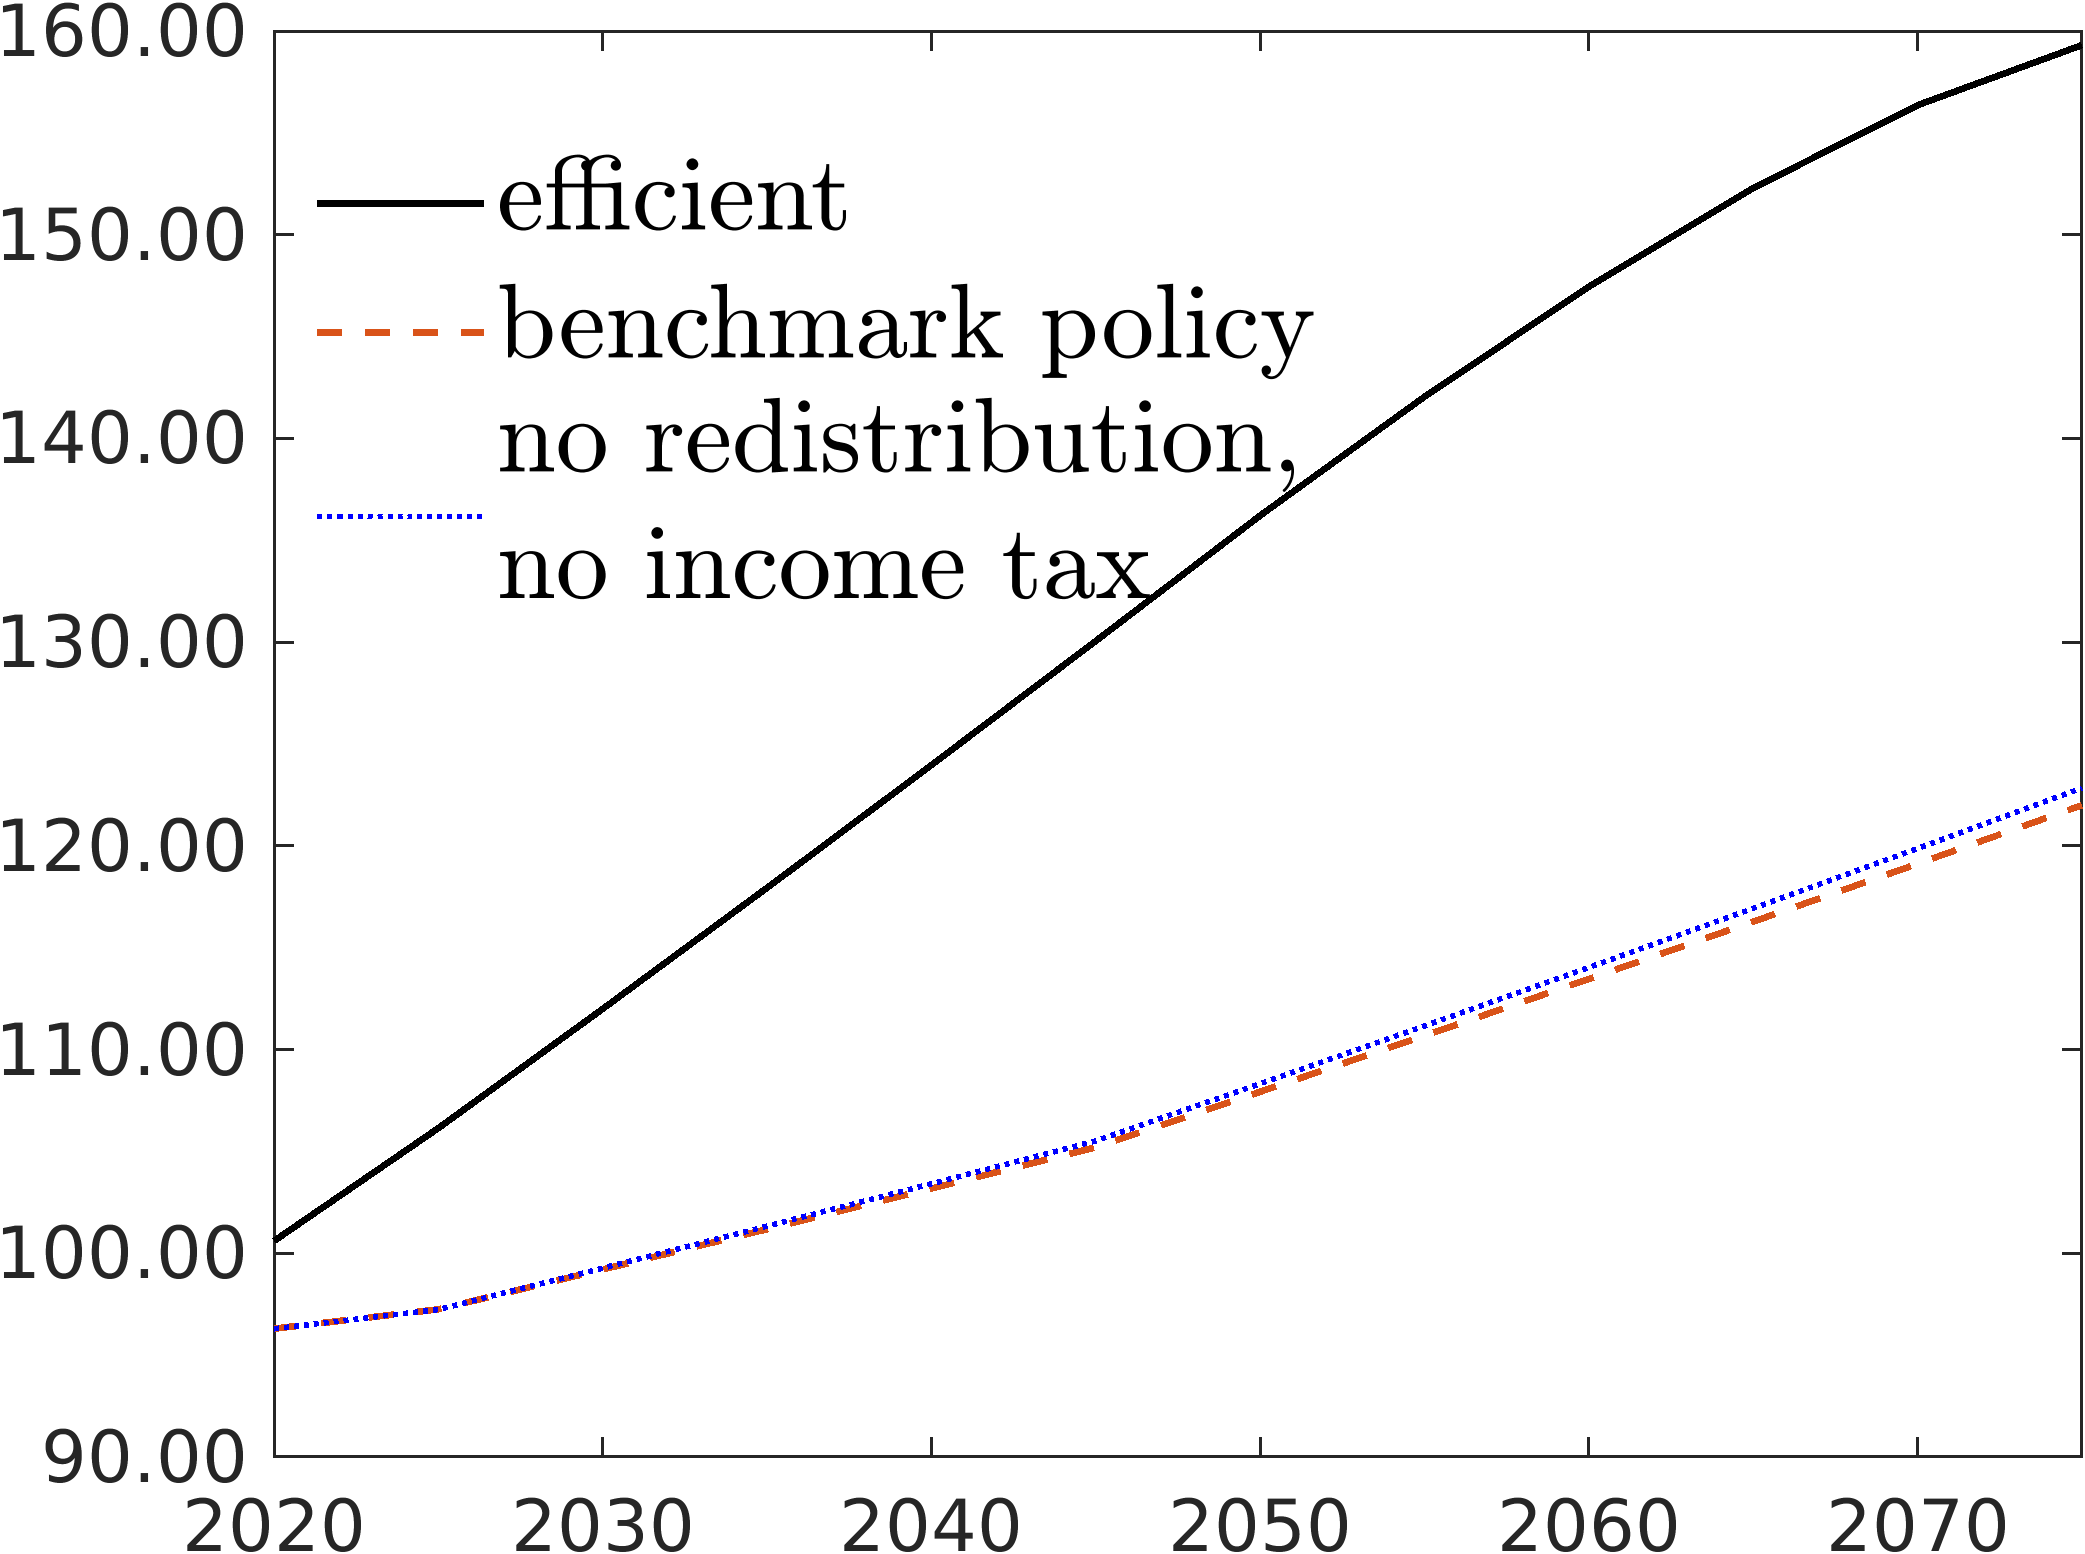 160.00
150.00
140.00
130.00
120.00
110.00
100.00
90.00
efficient
benchmark policy
no redistribution,
no income tax
2020 2030 2040 2050 2060 2070